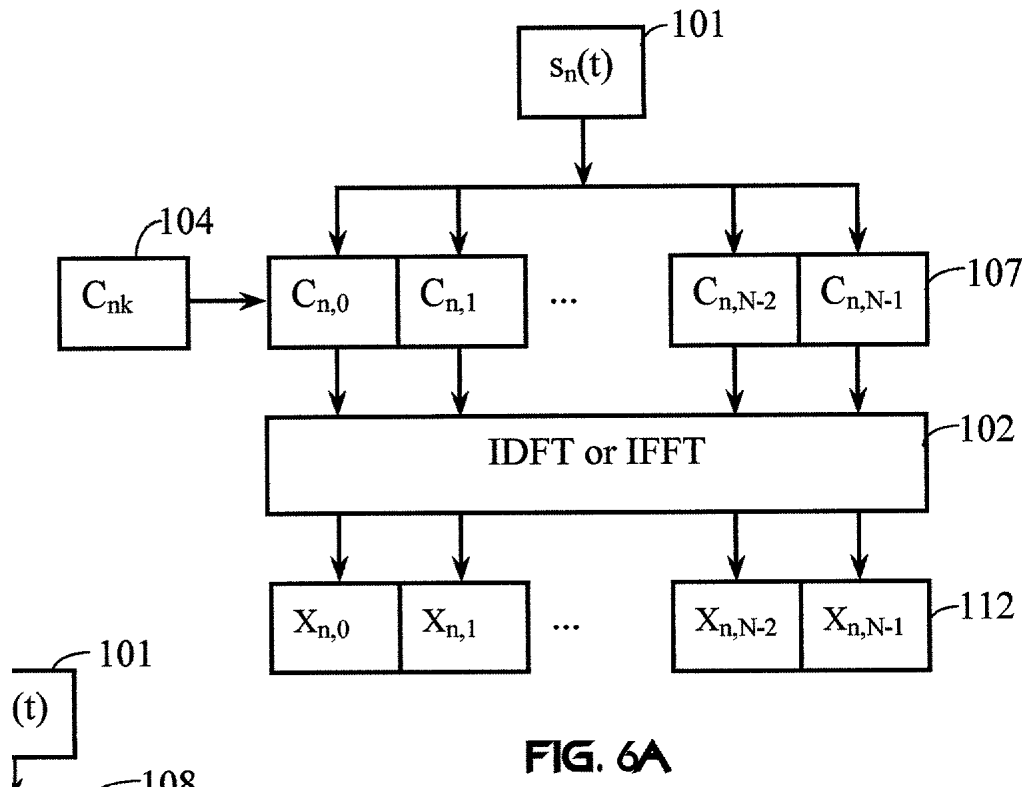 101
sn(t)
104
Cnk
Cn,0 Cn,1 ... Cn,N-2 Cn,N-1
107
IDFT or IFFT
102
Xn,0 Xn,1 ... Xn,N-2 Xn,N-1
112
101
(t)
FIG. 6A
108